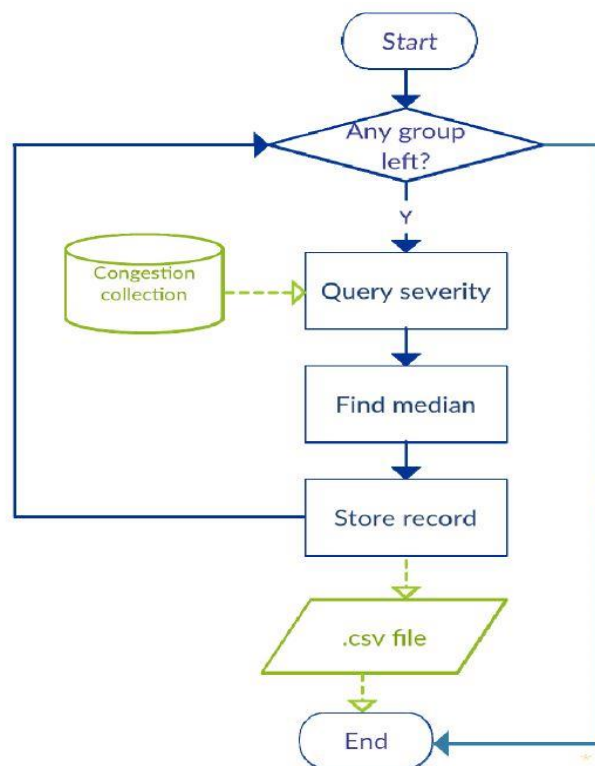 Start
Any group
left?
Y
Congestion
collection
Query severity
Find median
Store record
.csv file
End